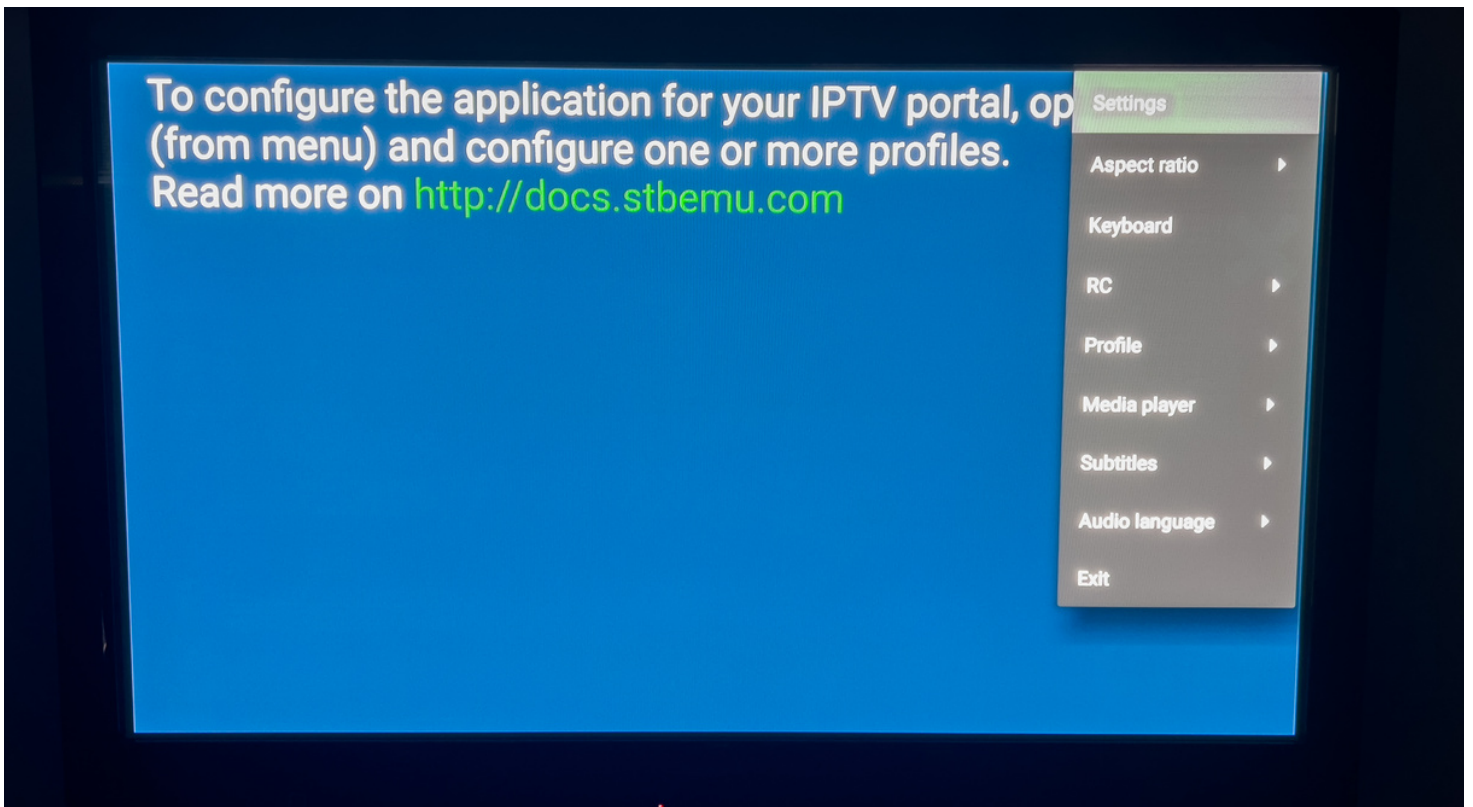 To configure the application for your IPTV portal, op
(from menu) and configure one or more profiles.
Read more on http://docs.stbemu.com
Settings
Aspect ratio
Keyboard
RC
Profile
Media player
Subtitles
Audio language
Exit